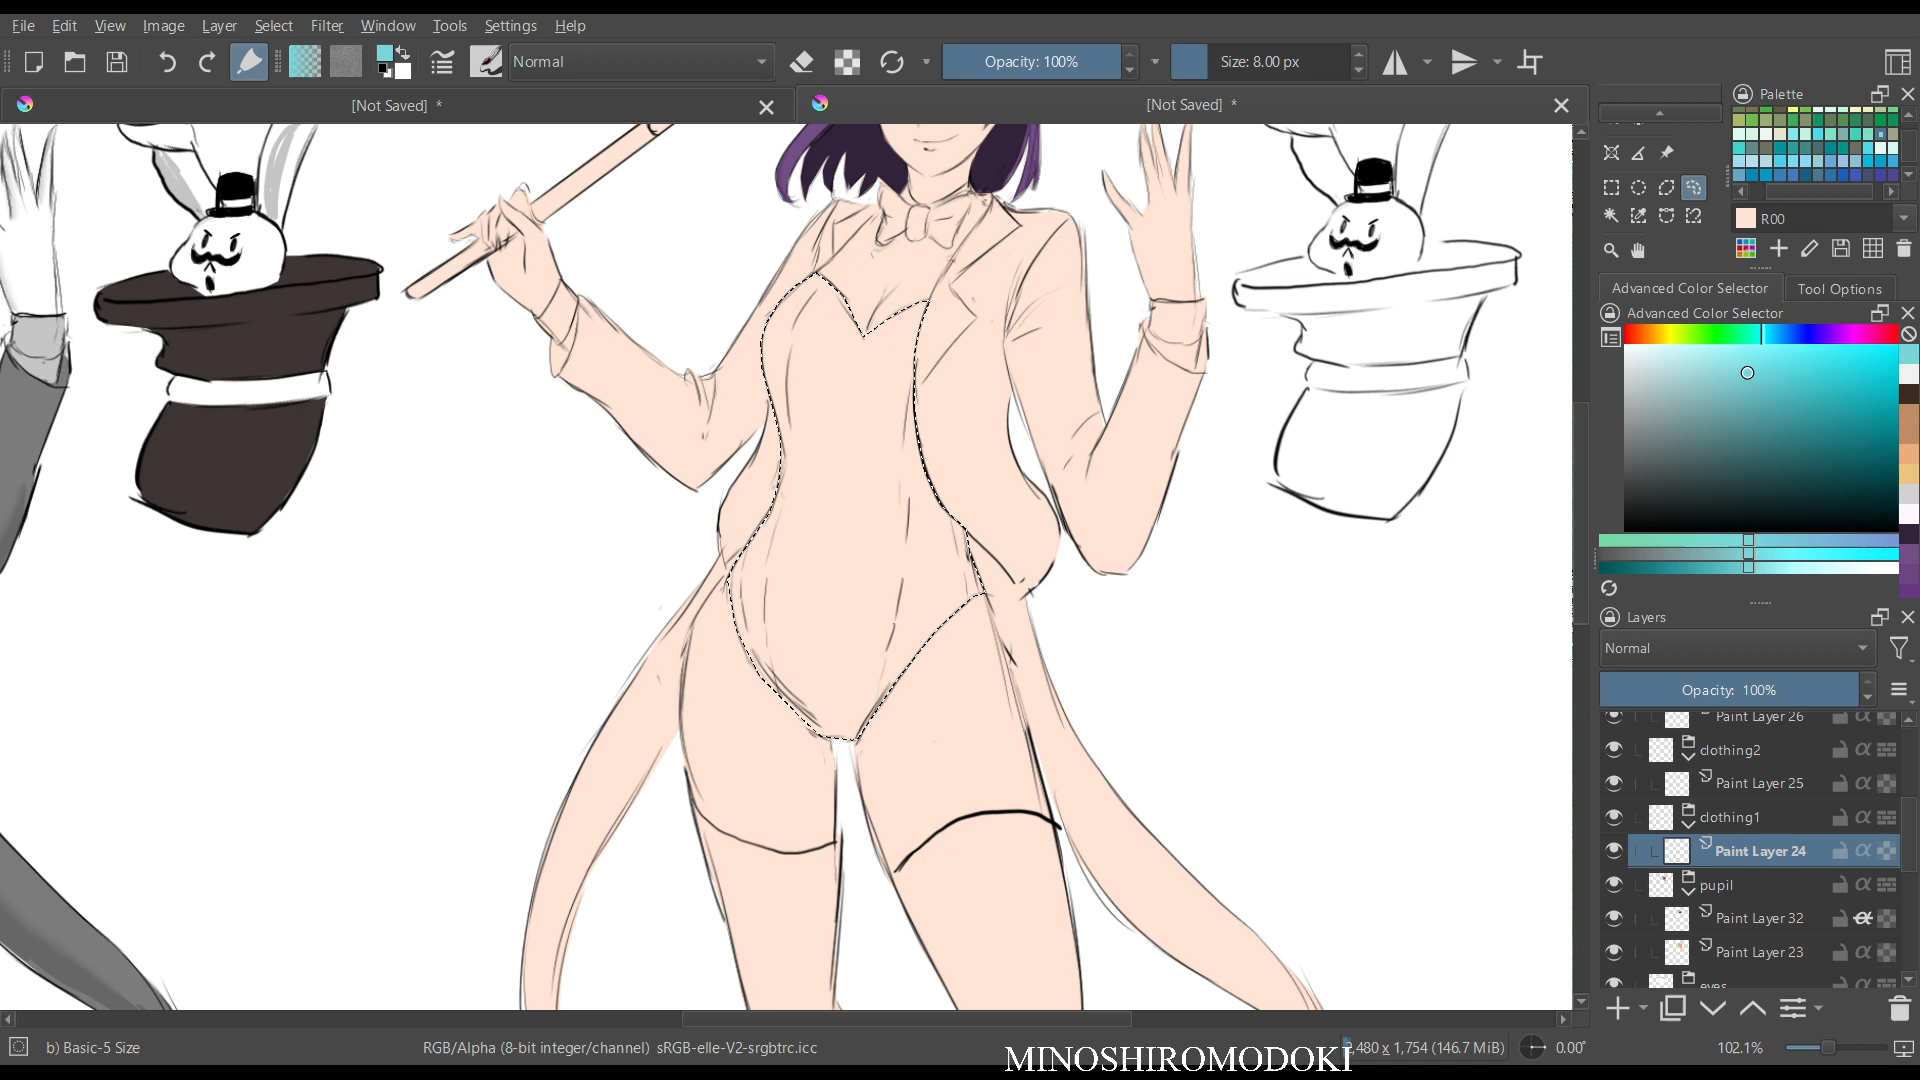 File Edit View Image Layer Select Filter Window Tools Settings Help
Normal Opacity: 100% Size: 8.00 px
[Not Saved] * [Not Saved] *
Palette
R00
Advanced Color Selector Tool Options
Advanced Color Selector
Layers
Normal
Opacity: 100%
Paint Layer 26
clothing2
Paint Layer 25
clothing1
Paint Layer 24
pupil
Paint Layer 32
Paint Layer 23
eyes
b) Basic-5 Size RGB/Alpha (8-bit integer/channel) sRGB-elle-V2-srgbtrc.icc 2,480 x 1,754 (146.7 MiB) 0.00° 102.1%
MINOSHIROMODOKI